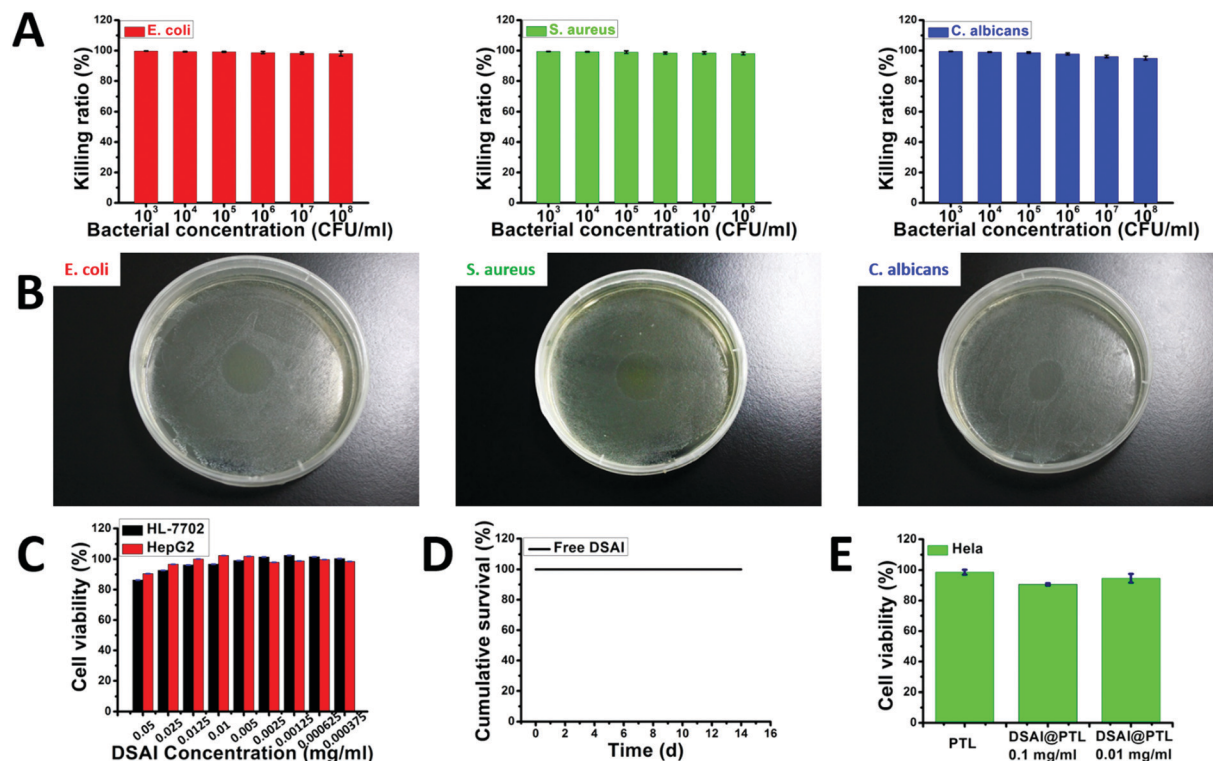 A
E. coli
Killing ratio (%)
120
100
80
60
40
20
0
10³ 10⁴ 10⁵ 10⁶ 10⁷ 10⁸
Bacterial concentration (CFU/ml)
S. aureus
Killing ratio (%)
120
100
80
60
40
20
0
10³ 10⁴ 10⁵ 10⁶ 10⁷ 10⁸
Bacterial concentration (CFU/ml)
C. albicans
Killing ratio (%)
120
100
80
60
40
20
0
10³ 10⁴ 10⁵ 10⁶ 10⁷ 10⁸
Bacterial concentration (CFU/ml)
B
E. coli
S. aureus
C. albicans
C
HL-7702
HepG2
Cell viability (%)
120
100
80
60
40
20
0
0.05 0.025 0.0125 0.01 0.005 0.0025 0.00125 0.000625 0.000375
DSAI Concentration (mg/ml)
D
Free DSAI
Cumulative survival (%)
120
100
80
60
40
20
0
20
40
60
80
100
0 2 4 6 8 10 12 14 16
Time (d)
E
Hela
Cell viability (%)
120
100
80
60
40
20
0
PTL
DSAI@PTL
0.1 mg/ml
DSAI@PTL
0.01 mg/ml